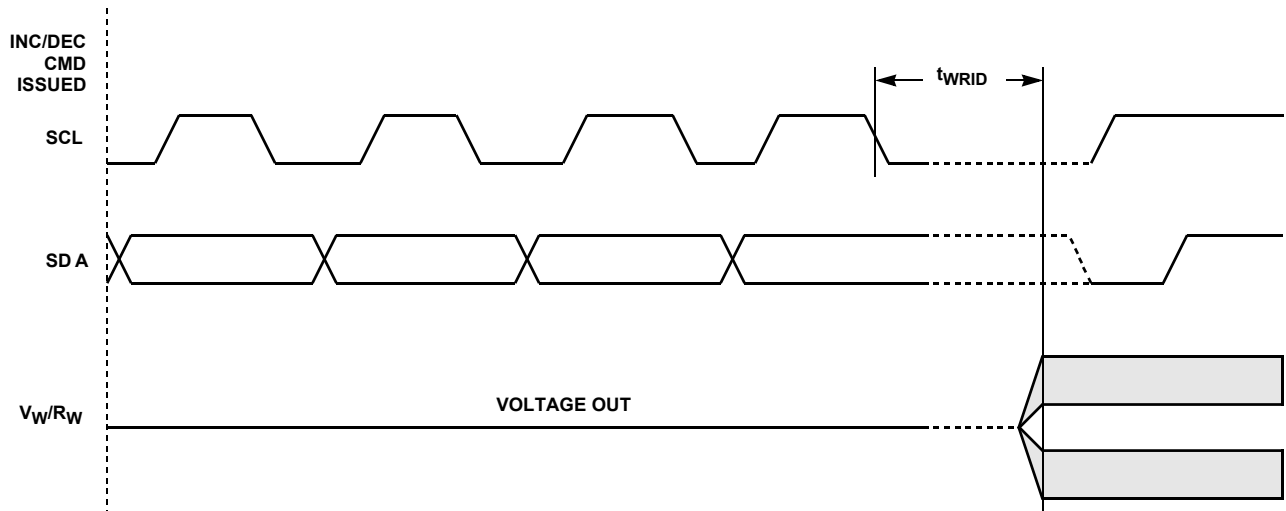 INC/DEC
CMD
ISSUED
tWRID
SCL
SD A
VOLTAGE OUT
VW/RW